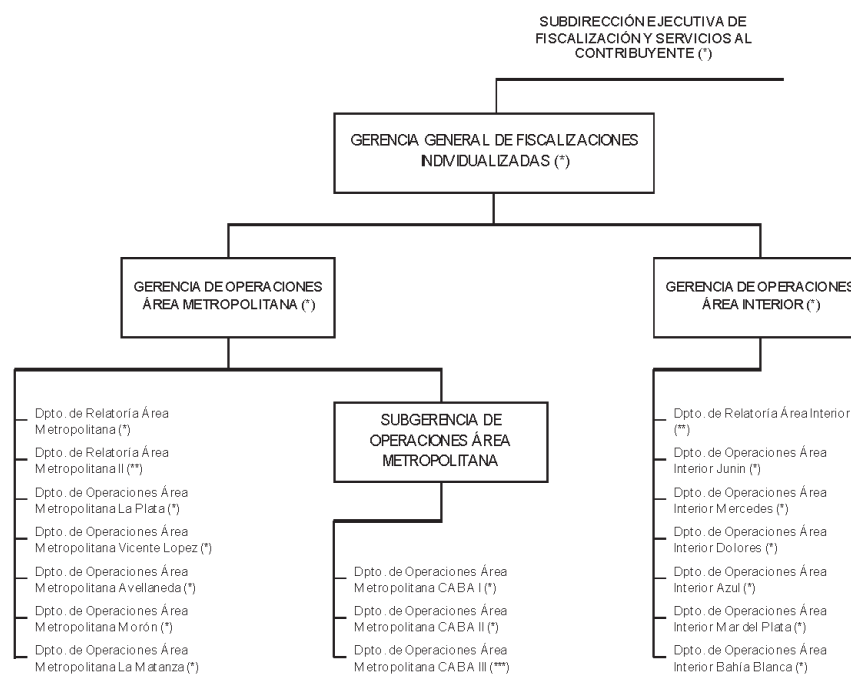 SUBDIRECCIÓN EJECUTIVA DE
FISCALIZACIÓN Y SERVICIOS AL
CONTRIBUYENTE (*)
GERENCIA GENERAL DE FISCALIZACIONES
INDIVIDUALIZADAS (*)
GERENCIA DE OPERACIONES
ÁREA METROPOLITANA (*)
GERENCIA DE OPERACIONES
ÁREA INTERIOR (*)
Dpto. de Relatoría Área
Metropolitana (*)
Dpto. de Relatoría Área
Metropolitana II (**)
Dpto. de Operaciones Área
Metropolitana La Plata (*)
Dpto. de Operaciones Área
Metropolitana Vicente Lopez (*)
Dpto. de Operaciones Área
Metropolitana Avellaneda (*)
Dpto. de Operaciones Área
Metropolitana Morón (*)
Dpto. de Operaciones Área
Metropolitana La Matanza (*)
SUBGERENCIA DE
OPERACIONES ÁREA
METROPOLITANA
Dpto. de Operaciones Área
Metropolitana CABA I (*)
Dpto. de Operaciones Área
Metropolitana CABA II (*)
Dpto. de Operaciones Área
Metropolitana CABA III (***)
Dpto. de Relatoría Área Interior
(**)
Dpto. de Operaciones Área
Interior Junin (*)
Dpto. de Operaciones Área
Interior Mercedes (*)
Dpto. de Operaciones Área
Interior Dolores (*)
Dpto. de Operaciones Área
Interior Azul (*)
Dpto. de Operaciones Área
Interior Mar del Plata (*)
Dpto. de Operaciones Área
Interior Bahía Blanca (*)